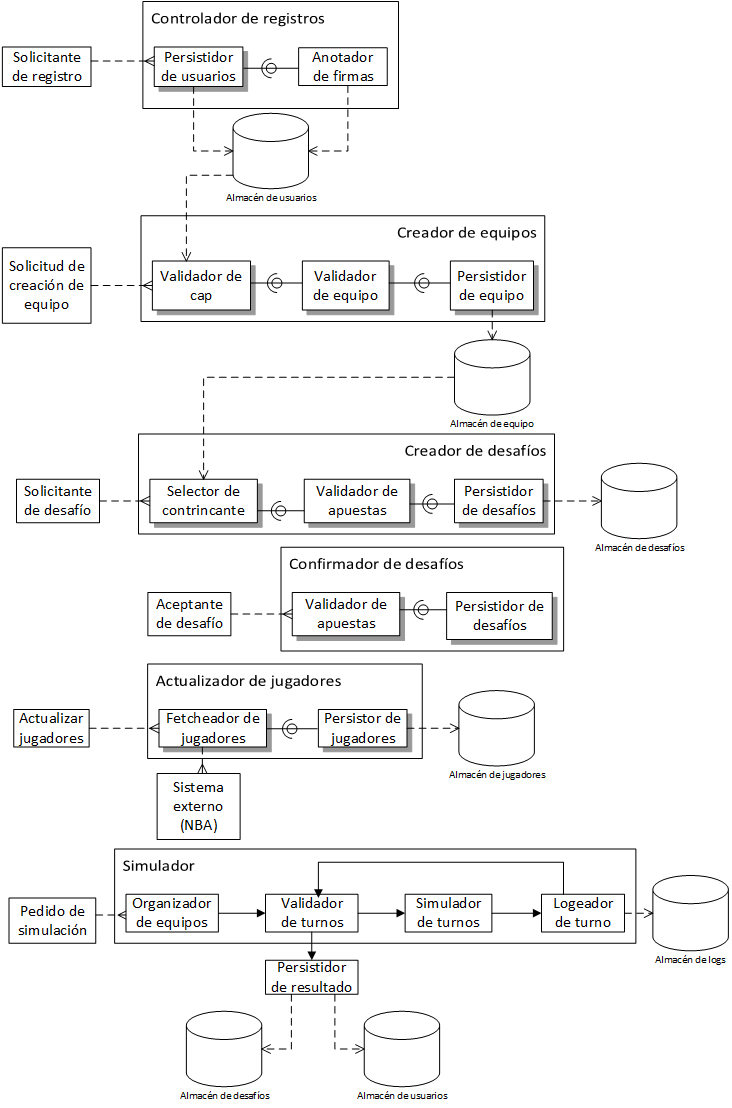 Controlador de registros
Solicitante
de registro
Persistidor
de usuarios
Anotador
de firmas
Almacén de usuarios
Creador de equipos
Solicitud de
creación de
equipo
Validador de
cap
Validador
de equipo
Persistidor
de equipo
Almacén de equipo
Creador de desafíos
Solicitante
de desafío
Selector de
contrincante
Validador de
apuestas
Persistidor
de desafíos
Almacén de desafíos
Confirmador de desafíos
Aceptante
de desafío
Validador de
apuestas
Persistidor de
desafíos
Actualizador de jugadores
Actualizar
jugadores
Fetcheador de
jugadores
Persistor de
jugadores
Almacén de jugadores
Sistema
externo
(NBA)
Simulador
Pedido de
simulación
Organizador
de equipos
Validador
de turnos
Simulador
de turnos
Logeador
de turno
Almacén de logs
Persistidor
de resultado
Almacén de desafíos
Almacén de usuarios